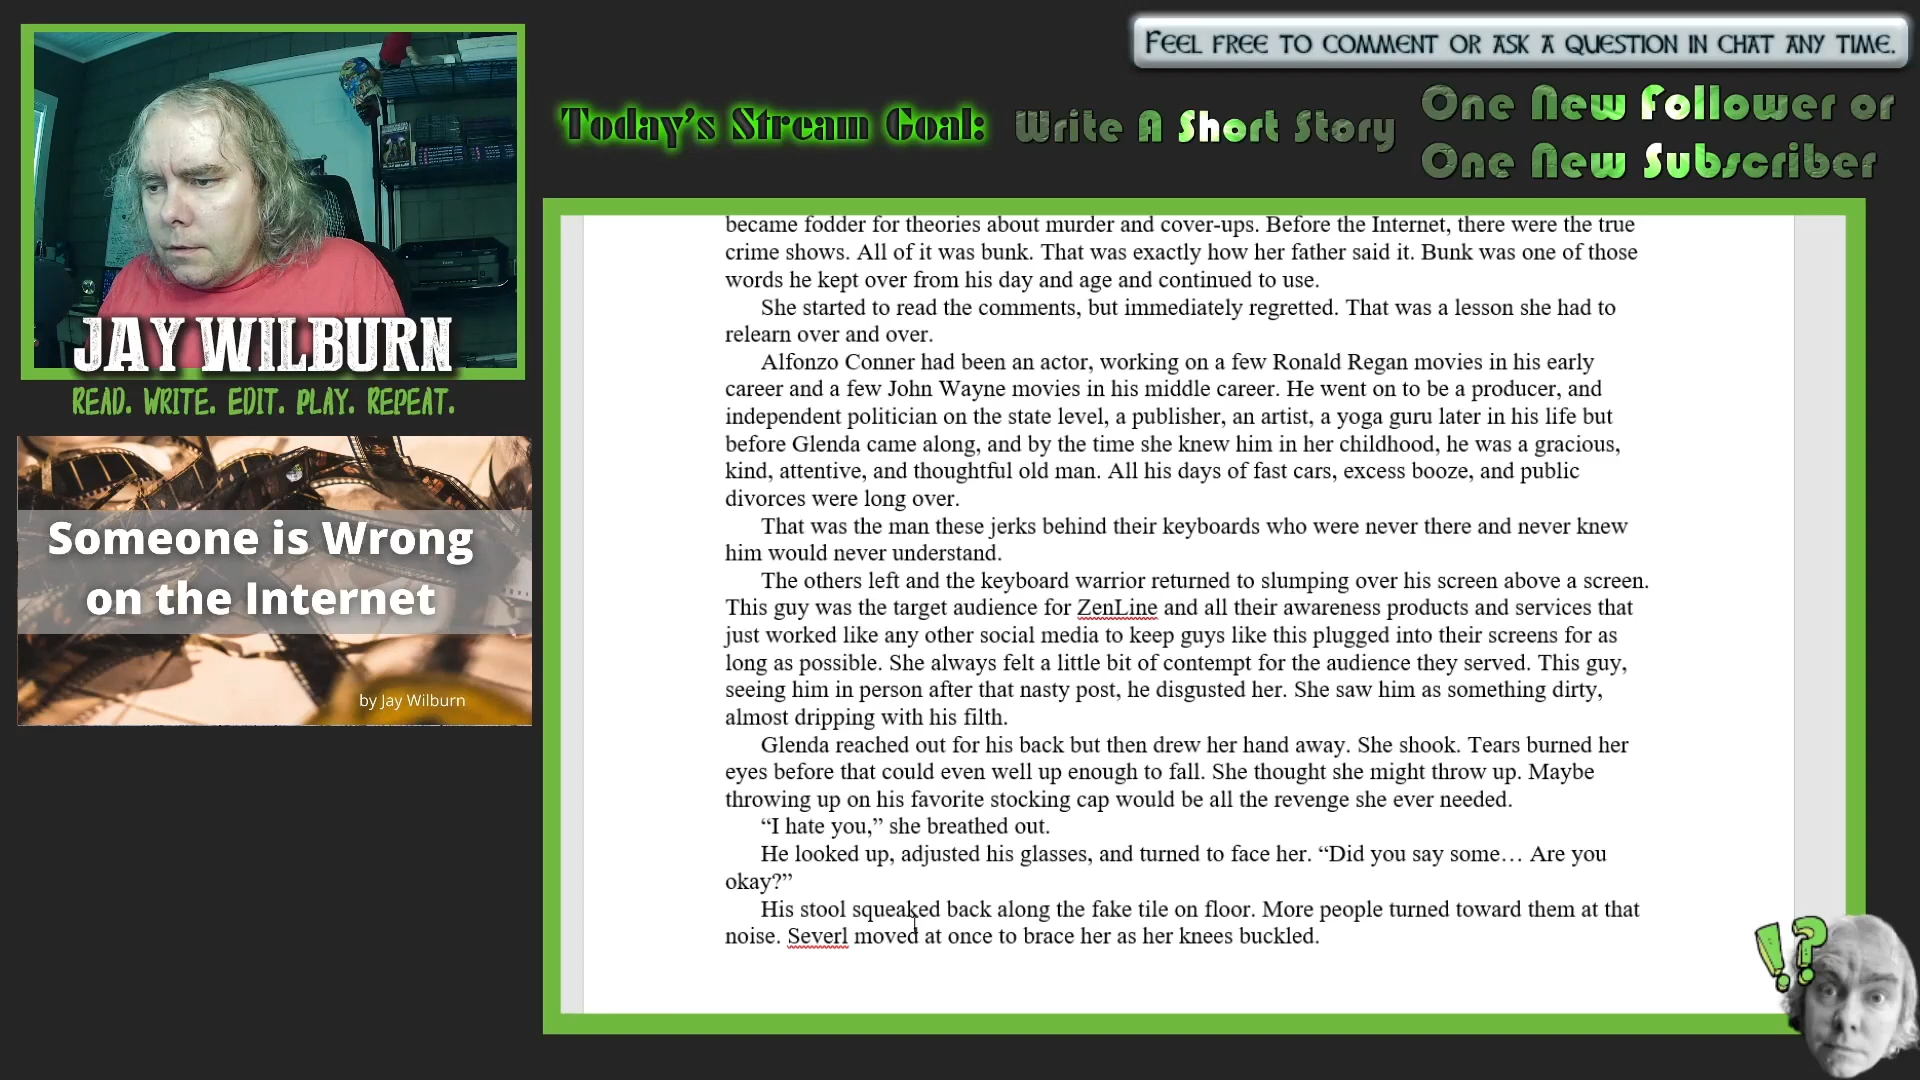 FEEL FREE TO COMMENT OR ASK A QUESTION IN CHAT ANY TIME.
Today's Stream Goal:
Write A Short Story
One New Follower or
One New Subscriber
JAY WILBURN
READ. WRITE. EDIT. PLAY. REPEAT.
Someone is Wrong
on the Internet
by Jay Wilburn
became fodder for theories about murder and cover-ups. Before the Internet, there were the true
crime shows. All of it was bunk. That was exactly how her father said it. Bunk was one of those
words he kept over from his day and age and continued to use.
She started to read the comments, but immediately regretted. That was a lesson she had to
relearn over and over.
Alfonzo Conner had been an actor, working on a few Ronald Regan movies in his early
career and a few John Wayne movies in his middle career. He went on to be a producer, and
independent politician on the state level, a publisher, an artist, a yoga guru later in his life but
before Glenda came along, and by the time she knew him in her childhood, he was a gracious,
kind, attentive, and thoughtful old man. All his days of fast cars, excess booze, and public
divorces were long over.
That was the man these jerks behind their keyboards who were never there and never knew
him would never understand.
The others left and the keyboard warrior returned to slumping over his screen above a screen.
This guy was the target audience for ZenLine and all their awareness products and services that
just worked like any other social media to keep guys like this plugged into their screens for as
long as possible. She always felt a little bit of contempt for the audience they served. This guy,
seeing him in person after that nasty post, he disgusted her. She saw him as something dirty,
almost dripping with his filth.
Glenda reached out for his back but then drew her hand away. She shook. Tears burned her
eyes before that could even well up enough to fall. She thought she might throw up. Maybe
throwing up on his favorite stocking cap would be all the revenge she ever needed.
“I hate you,” she breathed out.
He looked up, adjusted his glasses, and turned to face her. “Did you say some… Are you
okay?”
His stool squeaked back along the fake tile on floor. More people turned toward them at that
noise. Severl moved at once to brace her as her knees buckled.
!?